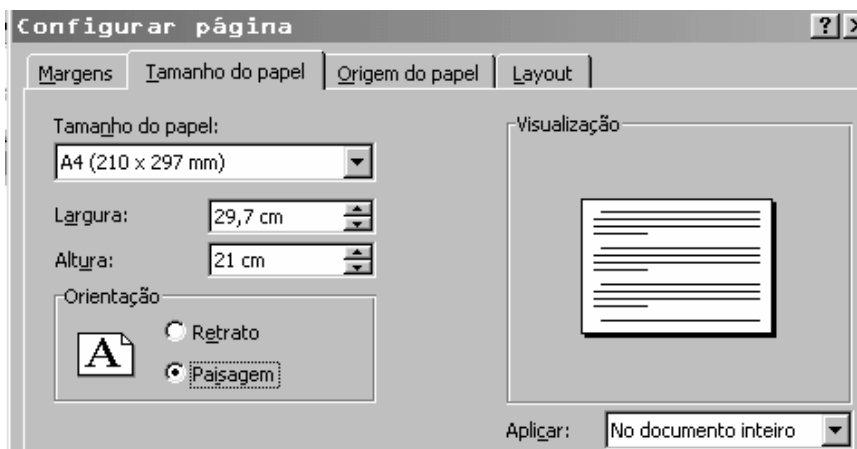 Configurar página
Margens Tamanho do papel Origem do papel Layout
Tamanho do papel:
A4 (210 x 297 mm)
Largura: 29,7 cm
Altura: 21 cm
Orientação
A
Retrato
Paisagem
Visualização
Aplicar: No documento inteiro